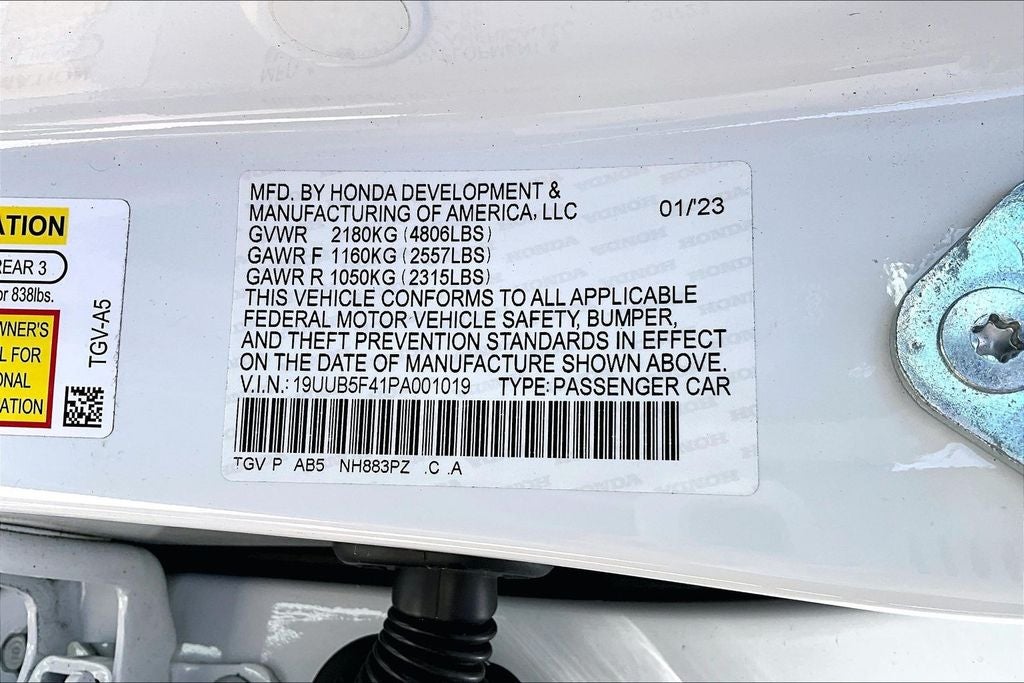 MFD. BY HONDA DEVELOPMENT &
MANUFACTURING OF AMERICA, LLC 01/'23
GVWR 2180KG (4806LBS)
GAWR F 1160KG (2557LBS)
GAWR R 1050KG (2315LBS)
THIS VEHICLE CONFORMS TO ALL APPLICABLE
FEDERAL MOTOR VEHICLE SAFETY, BUMPER,
AND THEFT PREVENTION STANDARDS IN EFFECT
ON THE DATE OF MANUFACTURE SHOWN ABOVE.
V.I.N.: 19UUB5F41PA001019 TYPE: PASSENGER CAR
TGV P AB5 NH883PZ .C .A
ATION
REAR 3
or 838lbs.
WNER'S
L FOR
ONAL
ATION
TGV-A5